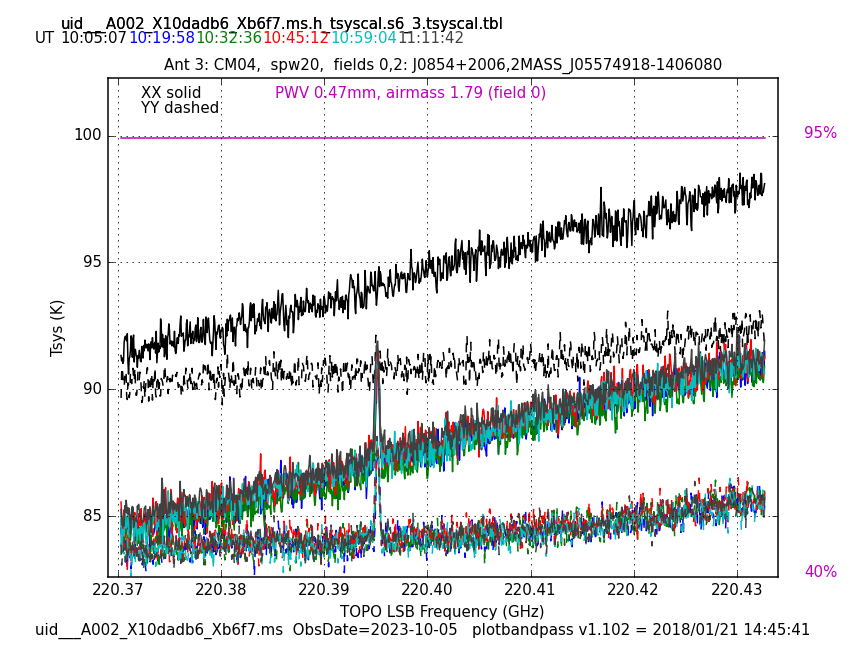 uid___A002_X10dadb6_Xb6f7.ms.h_tsyscal.s6_3.tsyscal.tbl
UT 10:05:07 10:19:58 10:32:36 10:45:12 10:59:04 11:11:42
Ant 3: CM04,  spw20,  fields 0,2: J0854+2006,2MASS_J05574918-1406080
XX solid
YY dashed
PWV 0.47mm, airmass 1.79 (field 0)
95%
100
95
90
85
40%
Tsys (K)
220.37 220.38 220.39 220.40 220.41 220.42 220.43
TOPO LSB Frequency (GHz)
uid___A002_X10dadb6_Xb6f7.ms  ObsDate=2023-10-05   plotbandpass v1.102 = 2018/01/21 14:45:41